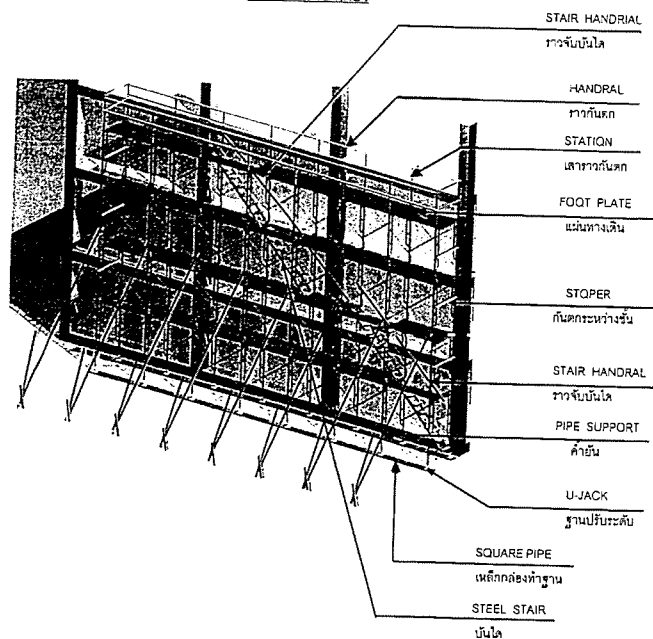 STAIR HANDRIAL
ราวจับบันได
HANDRAL
ราวกันตก
STATION
เสาราวกันตก
FOOT PLATE
แผ่นทางเดิน
STOPER
กันตกระหว่างชั้น
STAIR HANDRAL
ราวจับบันได
PIPE SUPPORT
ค้ำยัน
U-JACK
ฐานปรับระดับ
SQUARE PIPE
เหล็กกล่องทำฐาน
STEEL STAIR
บันได